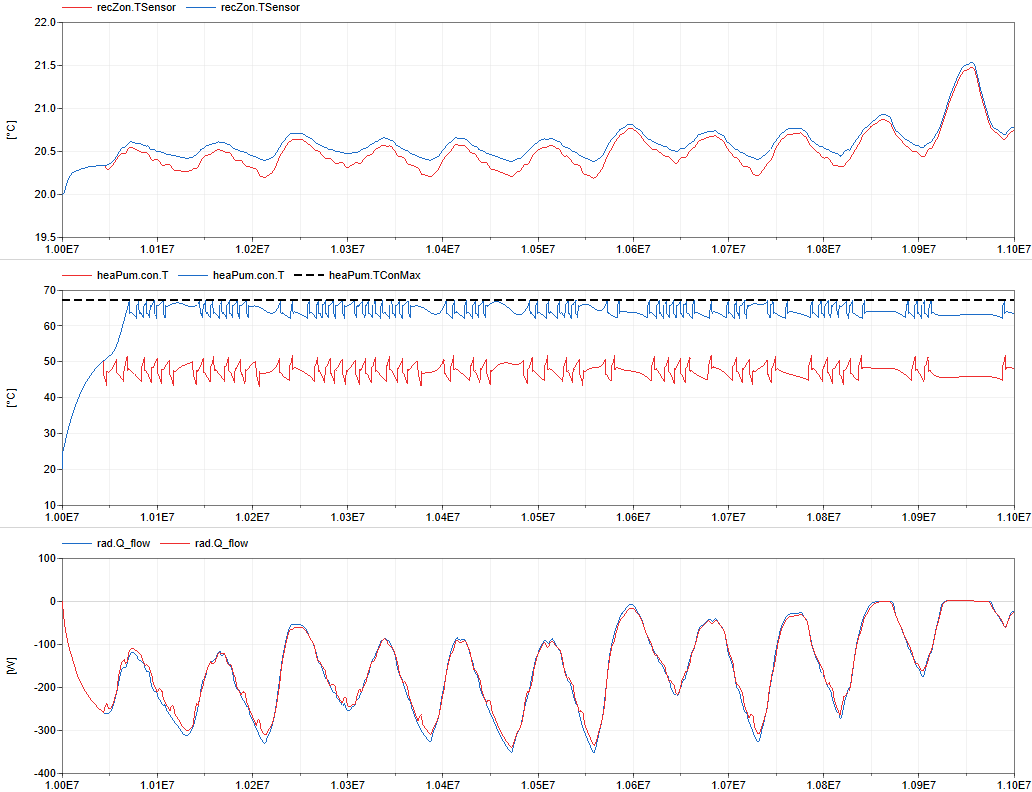 recZon.TSensor recZon.TSensor
22.0
21.5
21.0
20.5
20.0
19.5
[°C]
1.00E7 1.01E7 1.02E7 1.03E7 1.04E7 1.05E7 1.06E7 1.07E7 1.08E7 1.09E7 1.10E7
heaPum.con.T heaPum.con.T heaPum.TConMax
70
60
50
40
30
20
10
[°C]
1.00E7 1.01E7 1.02E7 1.03E7 1.04E7 1.05E7 1.06E7 1.07E7 1.08E7 1.09E7 1.10E7
rad.Q_flow rad.Q_flow
100
0
-100
-200
-300
-400
[W]
1.00E7 1.01E7 1.02E7 1.03E7 1.04E7 1.05E7 1.06E7 1.07E7 1.08E7 1.09E7 1.10E7